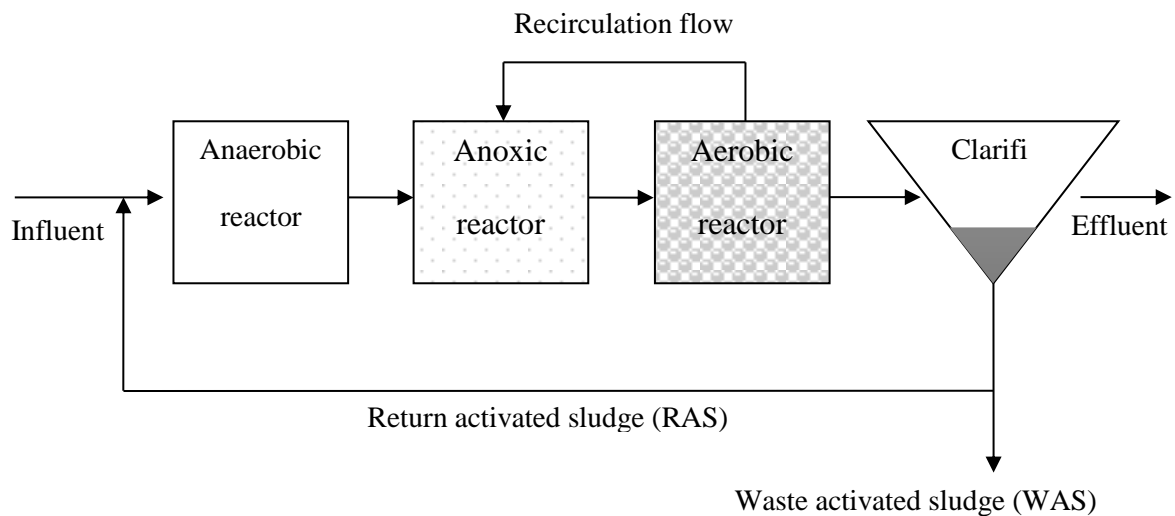 Recirculation flow
Anaerobic
reactor
Anoxic
reactor
Aerobic
reactor
Clarifi
Influent
Effluent
Return activated sludge (RAS)
Waste activated sludge (WAS)